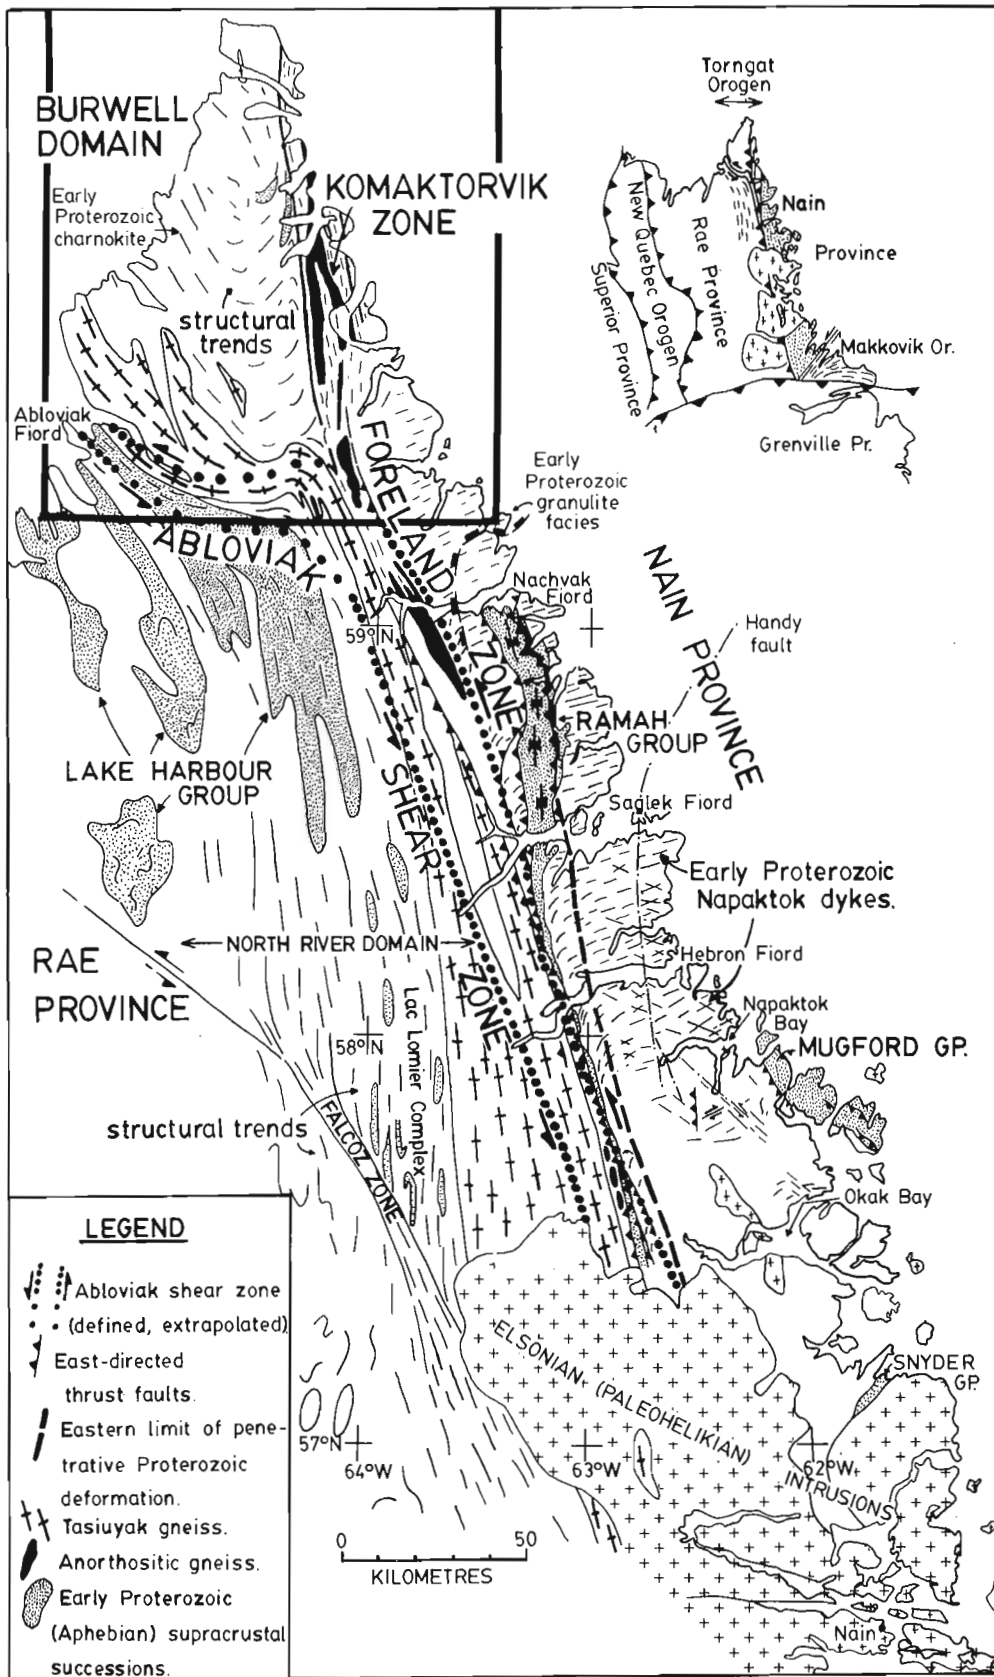 BURWELL
DOMAIN
Early
Proterozoic
charnokite
KOMAKTORVIK
ZONE
structural
trends
Abloviak
Fiord
Torngat
Orogen
Nain
Province
New Quebec Orogen
Rae Province
Superior Province
Makkovik Or.
Grenville Pr.
Early
Proterozoic
granulite
facies
FORELAND
ZONE
ABLOVIAK
SHEAR
ZONE
Nachvak
Fiord
59°N
NAIN PROVINCE
Handy
fault
RAMAH
GROUP
LAKE HARBOUR
GROUP
Saglek Fiord
Early Proterozoic
Napaktok dykes.
NORTH RIVER DOMAIN
RAE
PROVINCE
Hebron Fiord
Napaktok
Bay
MUGFORD GP.
58°N
Lac Lomier Complex
structural trends
FALCOZ ZONE
Okak Bay
ELSONIAN (PALEOHELIKIAN)
INTRUSIONS
SNYDER
GP.
57°N
64°W
63°W
62°W
0 50
KILOMETRES
Nain
LEGEND
Abloviak shear zone
(defined, extrapolated)
East-directed
thrust faults.
Eastern limit of pene-
trative Proterozoic
deformation.
Tasiuyak gneiss.
Anorthositic gneiss.
Early Proterozoic
(Aphebian) supracrustal
successions.